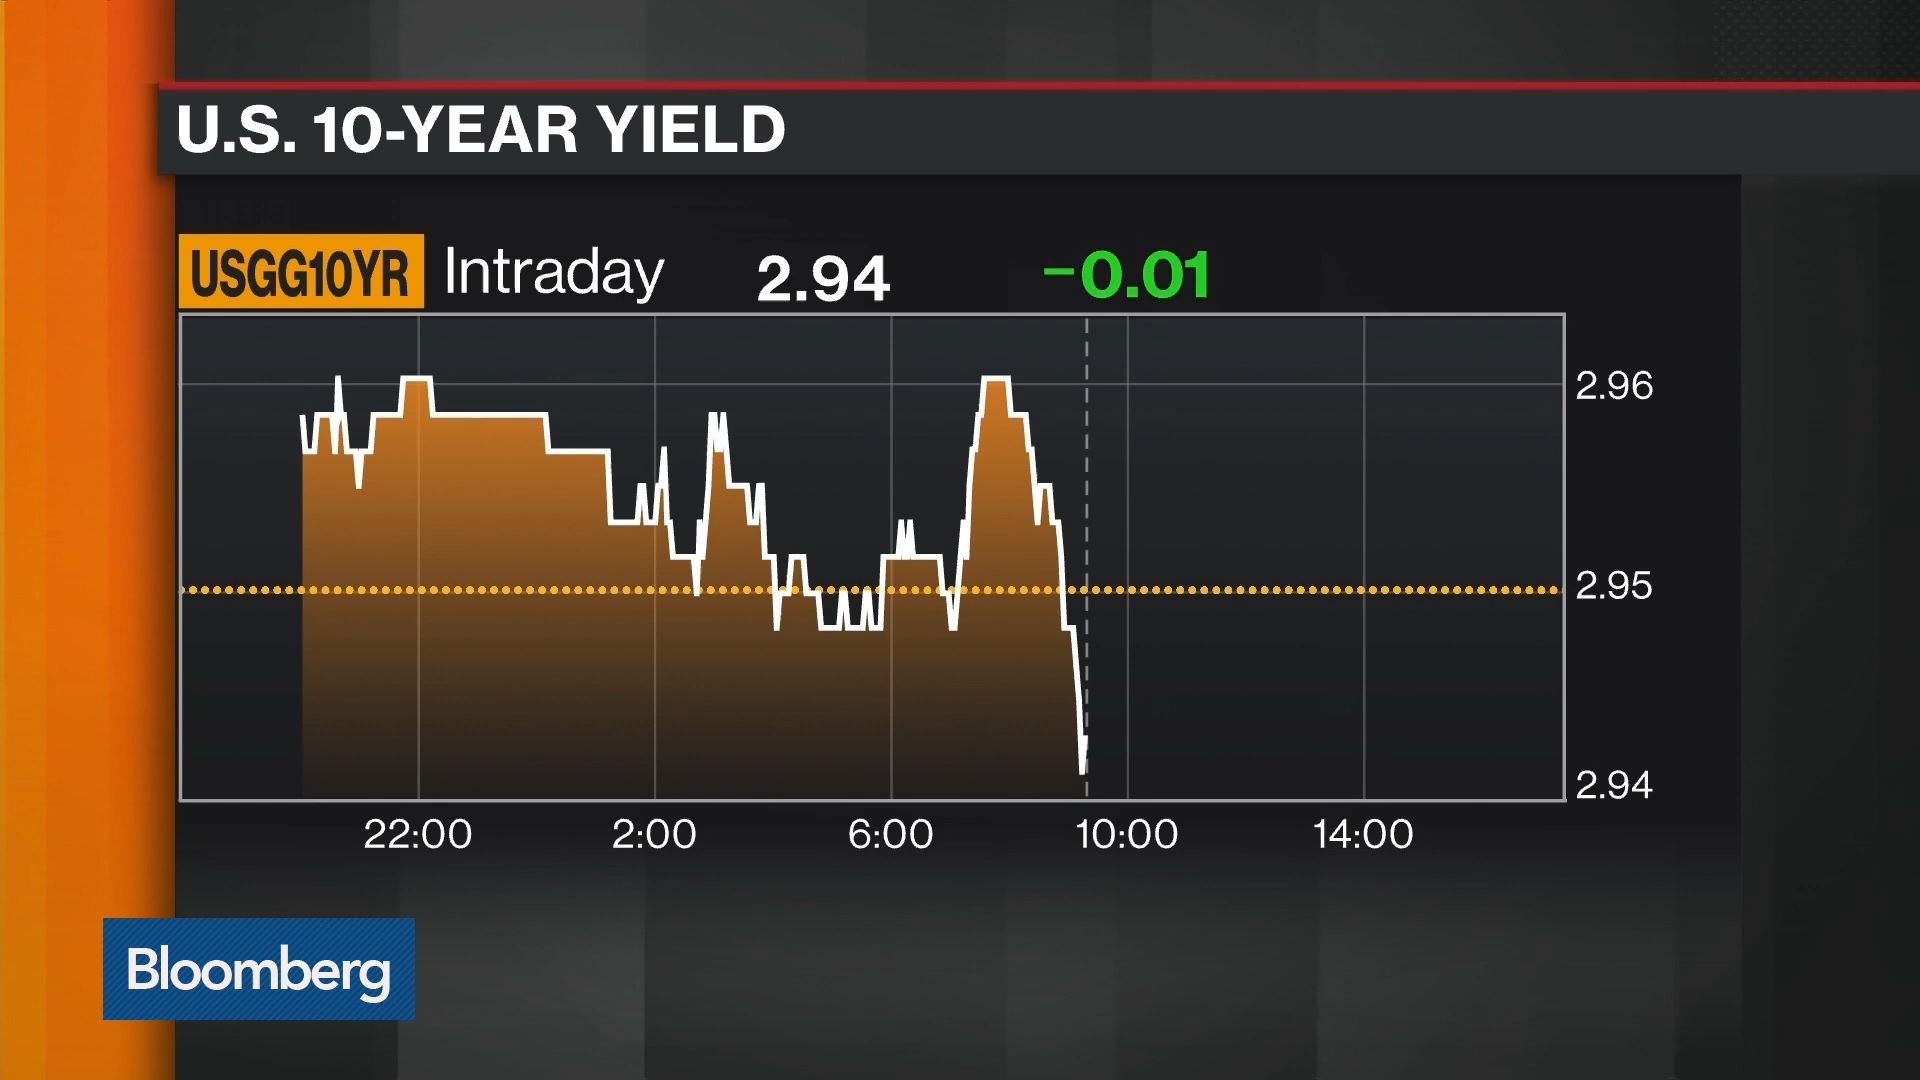 U.S. 10-YEAR YIELD
USGG10YR Intraday 2.94 -0.01
2.96
2.95
2.94
22:00 2:00 6:00 10:00 14:00
Bloomberg